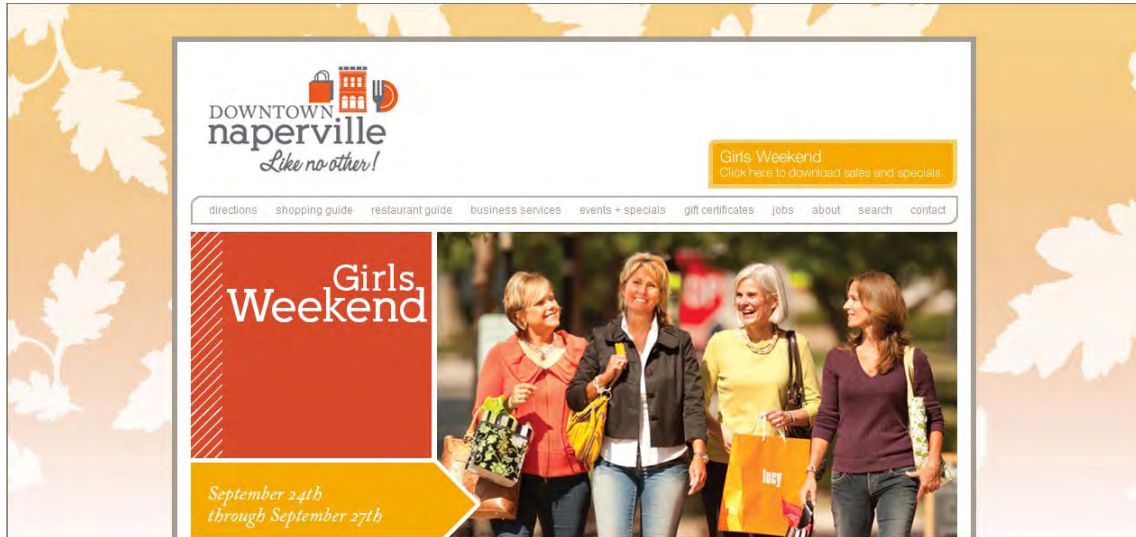 DOWNTOWN
naperville
Like no other!
Girls Weekend
Click here to download sales and specials.
directions shopping guide restaurant guide business services events + specials gift certificates jobs about search contact
Girls
Weekend
lucy
September 24th
through September 27th